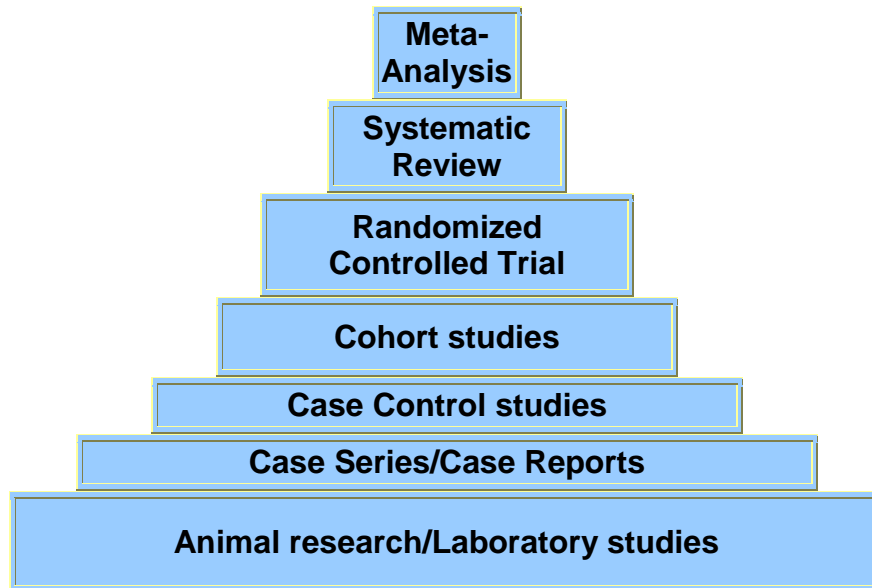 Meta-
Analysis
Systematic
Review
Randomized
Controlled Trial
Cohort studies
Case Control studies
Case Series/Case Reports
Animal research/Laboratory studies